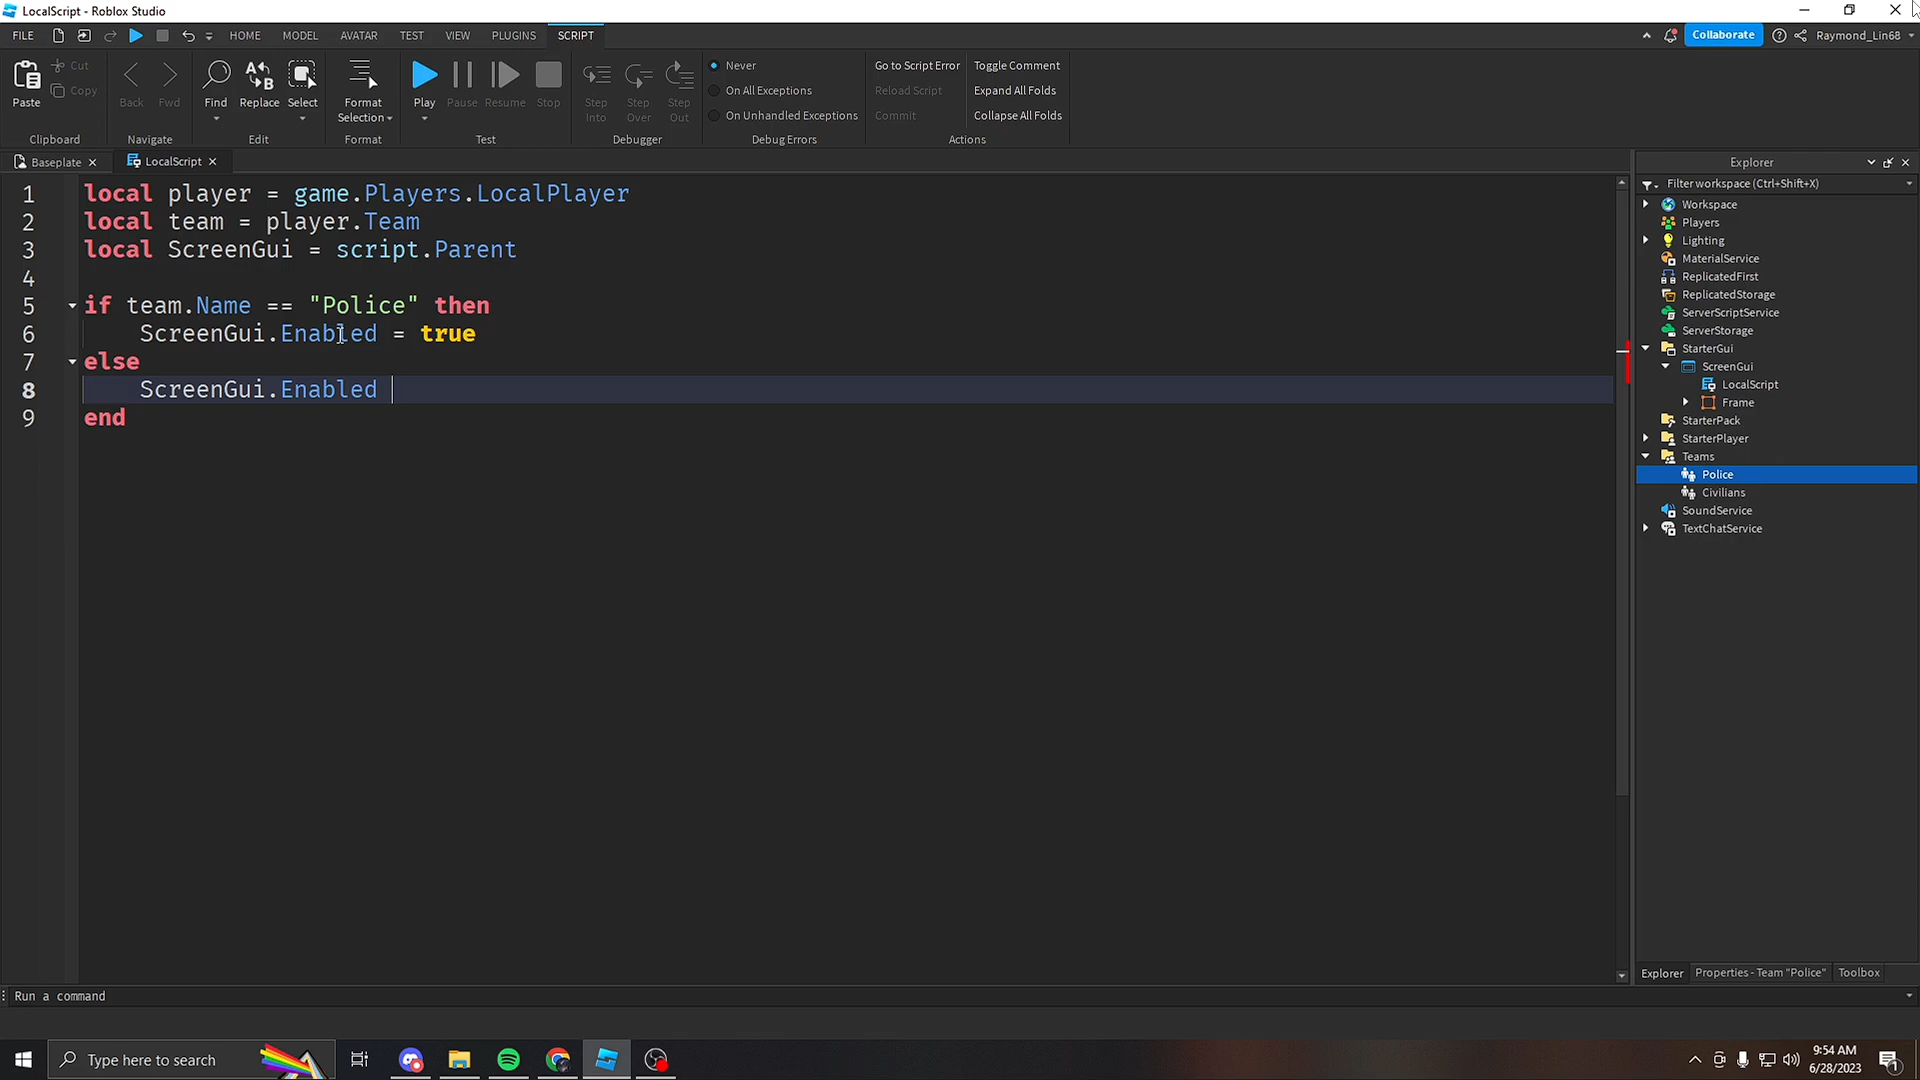 LocalScript - Roblox Studio
FILE HOME MODEL AVATAR TEST VIEW PLUGINS SCRIPT Collaborate Raymond_Lin68
Paste Cut Copy Back Fwd Find Replace Select Format Selection Play Pause Resume Stop Step Into Step Over Step Out
Never Go to Script Error Toggle Comment
On All Exceptions Reload Script Expand All Folds
On Unhandled Exceptions Commit Collapse All Folds
Clipboard Navigate Edit Format Test Debugger Debug Errors Actions
Baseplate LocalScript Explorer
Filter workspace (Ctrl+Shift+X)
1 local player = game.Players.LocalPlayer
2 local team = player.Team
3 local ScreenGui = script.Parent
4
5 if team.Name == "Police" then
6 ScreenGui.Enabled = true
7 else
8 ScreenGui.Enabled
9 end
Workspace
Players
Lighting
MaterialService
ReplicatedFirst
ReplicatedStorage
ServerScriptService
ServerStorage
StarterGui
ScreenGui
LocalScript
Frame
StarterPack
StarterPlayer
Teams
Police
Civilians
SoundService
TextChatService
Explorer Properties - Team "Police" Toolbox
Run a command
Type here to search
9:54 AM
6/28/2023
1